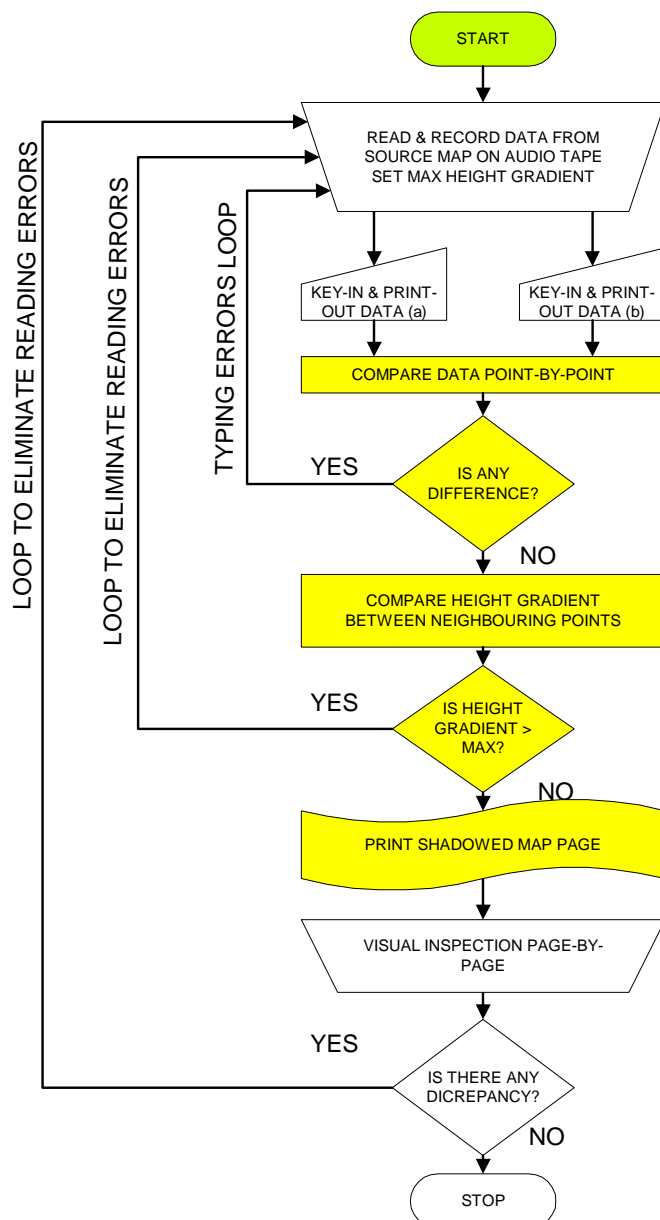 START
READ & RECORD DATA FROM
SOURCE MAP ON AUDIO TAPE
SET MAX HEIGHT GRADIENT
KEY-IN & PRINT-
OUT DATA (a)
KEY-IN & PRINT-
OUT DATA (b)
COMPARE DATA POINT-BY-POINT
IS ANY
DIFFERENCE?
YES
NO
TYPING ERRORS LOOP
COMPARE HEIGHT GRADIENT
BETWEEN NEIGHBOURING POINTS
IS HEIGHT
GRADIENT >
MAX?
YES
NO
LOOP TO ELIMINATE READING ERRORS
PRINT SHADOWED MAP PAGE
VISUAL INSPECTION PAGE-BY-
PAGE
IS THERE ANY
DICREPANCY?
YES
NO
LOOP TO ELIMINATE READING ERRORS
STOP